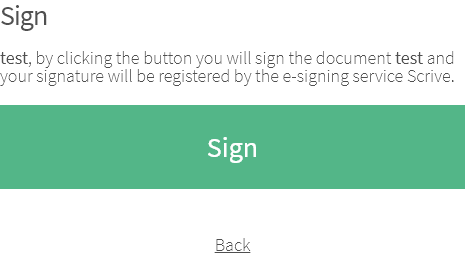 Sign
test, by clicking the button you will sign the document test and
your signature will be registered by the e-signing service Scrive.
Sign
Back